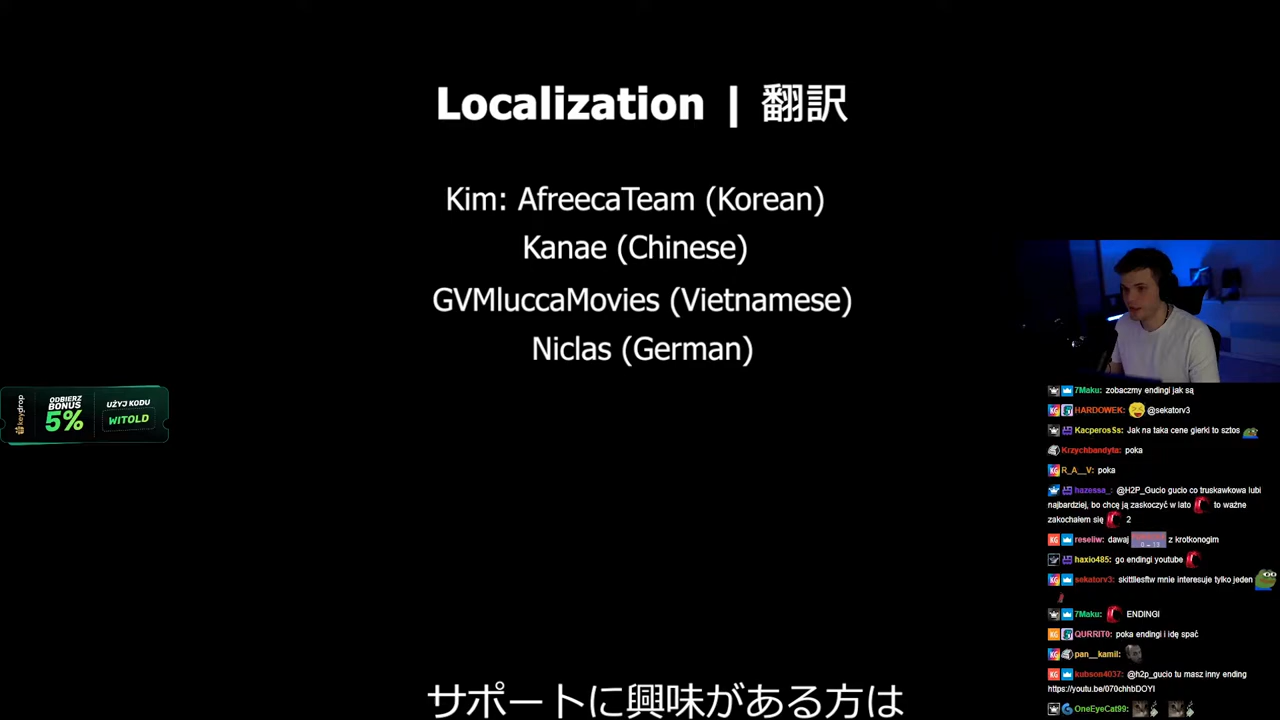 Localization | 翻訳
Kim: AfreecaTeam (Korean)
Kanae (Chinese)
GVMluccaMovies (Vietnamese)
Niclas (German)
サポートに興味がある方は
keydrop
ODBIERZ
BONUS
5%
UŻYJ KODU
WITOLD
7Maku: zobaczmy endingi jak są
HARDOWEK: @sekatorv3
KacperosSs: Jak na taka cene gierki to sztos
Krzychbandyta: poka
R_A__V: poka
hazessa_: @H2P_Gucio gucio co truskawkowa lubi
najbardziej, bo chcę ją zaskoczyć w lato to ważne
zakochałem się 2
reseliw: dawaj z krotkonogim
haxio485: go endingi youtube
sekatorv3: skittllesftw mnie interesuje tylko jeden
7Maku: ENDINGI
QURRIT0: poka endingi i idę spać
pan__kamil:
kubson4037: @h2p_gucio tu masz inny ending
https://youtu.be/070chhbDOYI
OneEyeCat99: